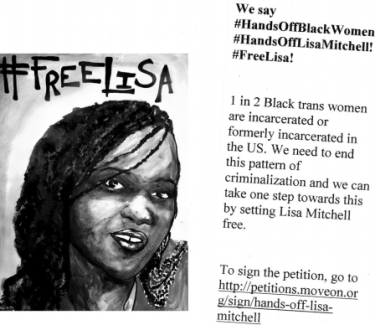 #FREELISA
We say
#HandsOffBlackWomen
#HandsOffLisaMitchell!
#FreeLisa!
1 in 2 Black trans women
are incarcerated or
formerly incarcerated in
the US. We need to end
this pattern of
criminalization and we can
take one step towards this
by setting Lisa Mitchell
free.
To sign the petition, go to
http://petitions.moveon.or
g/sign/hands-off-lisa-
mitchell